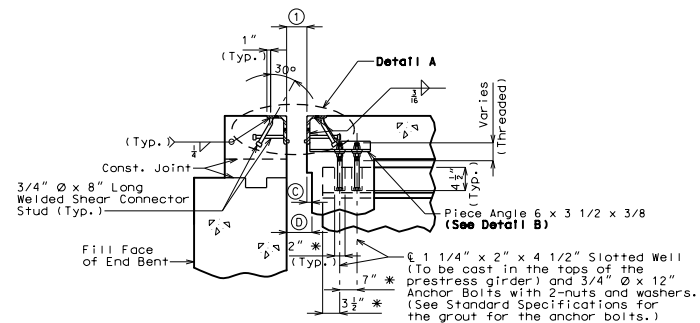 1
1"
(Typ.)
30°
Detail A
3/16
Varies
(Threaded)
(Typ.)
1/4
Const. Joint
4 1/2"
(Typ.)
3/4" Ø x 8" Long
Welded Shear Connector
Stud (Typ.)
C
D
Piece Angle 6 x 3 1/2 x 3/8
(See Detail B)
Fill Face
of End Bent
2" *
(Typ.)
7" *
3 1/2" *
℄ 1 1/4" x 2" x 4 1/2" Slotted Well
(To be cast in the tops of the
prestress girder) and 3/4" Ø x 12"
Anchor Bolts with 2-nuts and washers.
(See Standard Specifications for
the grout for the anchor bolts.)